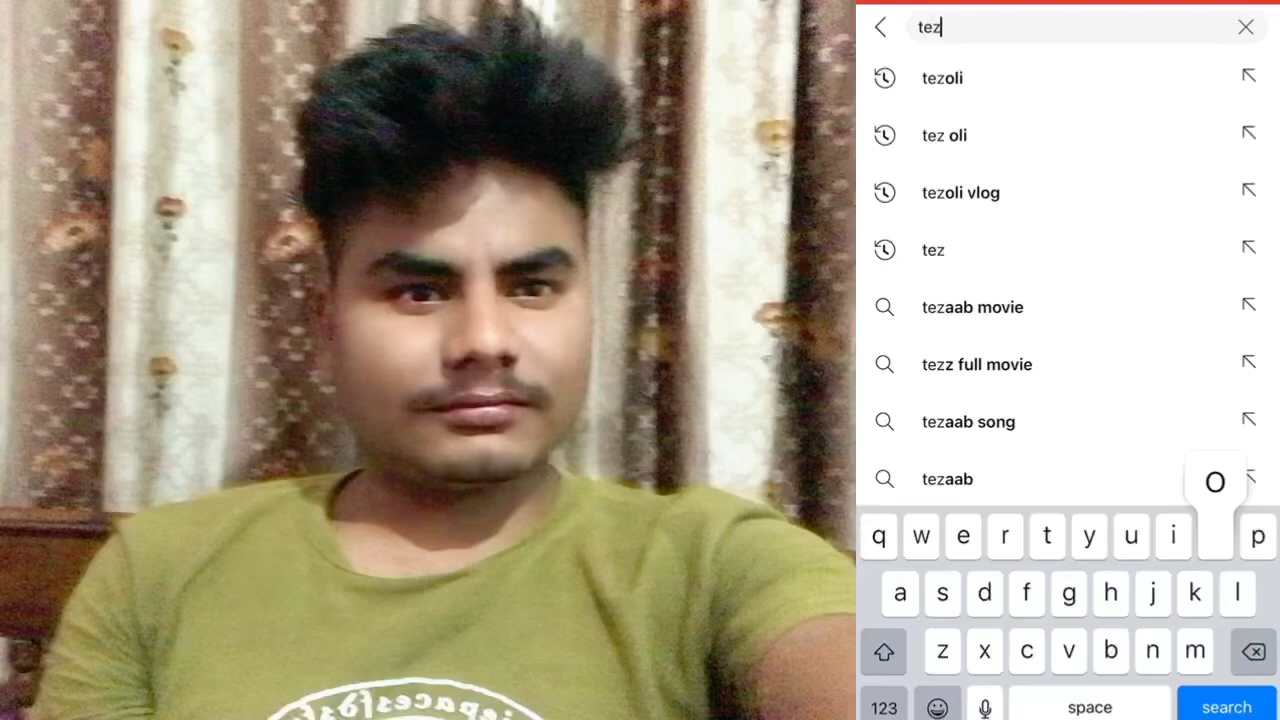 tez
tezoli
tez oli
tezoli vlog
tez
tezaab movie
tezz full movie
tezaab song
tezaab
O
q w e r t y u i p
a s d f g h j k l
z x c v b n m
123 space search